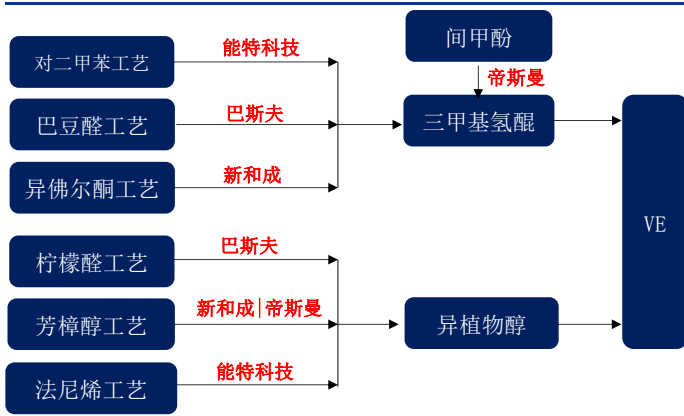 间甲酚
对二甲苯工艺
能特科技
帝斯曼
巴豆醛工艺
巴斯夫
三甲基氢醌
异佛尔酮工艺
新和成
VE
柠檬醛工艺
巴斯夫
芳樟醇工艺
新和成|帝斯曼
异植物醇
法尼烯工艺
能特科技